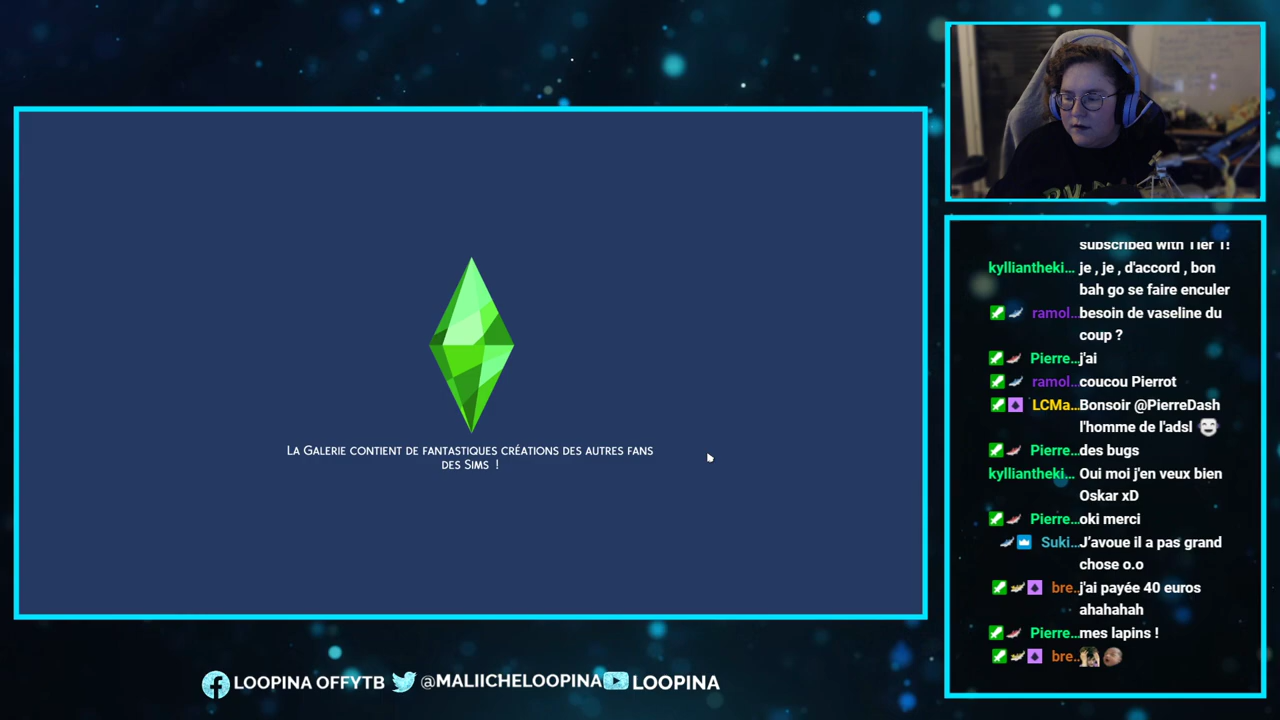 La Galerie contient de fantastiques créations des autres fans
des Sims !
subscribed with Tier 1!
kylliantheki… je , je , d'accord , bon
bah go se faire enculer
ramol… besoin de vaseline du
coup ?
Pierre… j'ai
ramol… coucou Pierrot
LCMa… Bonsoir @PierreDash
l'homme de l'adsl
Pierre… des bugs
kylliantheki… Oui moi j'en veux bien
Oskar xD
Pierre… oki merci
Suki… J'avoue il a pas grand
chose o.o
bre… j'ai payée 40 euros
ahahahah
Pierre… mes lapins !
bre…
LOOPINA OFFYTB @MALIICHELOOPINA LOOPINA